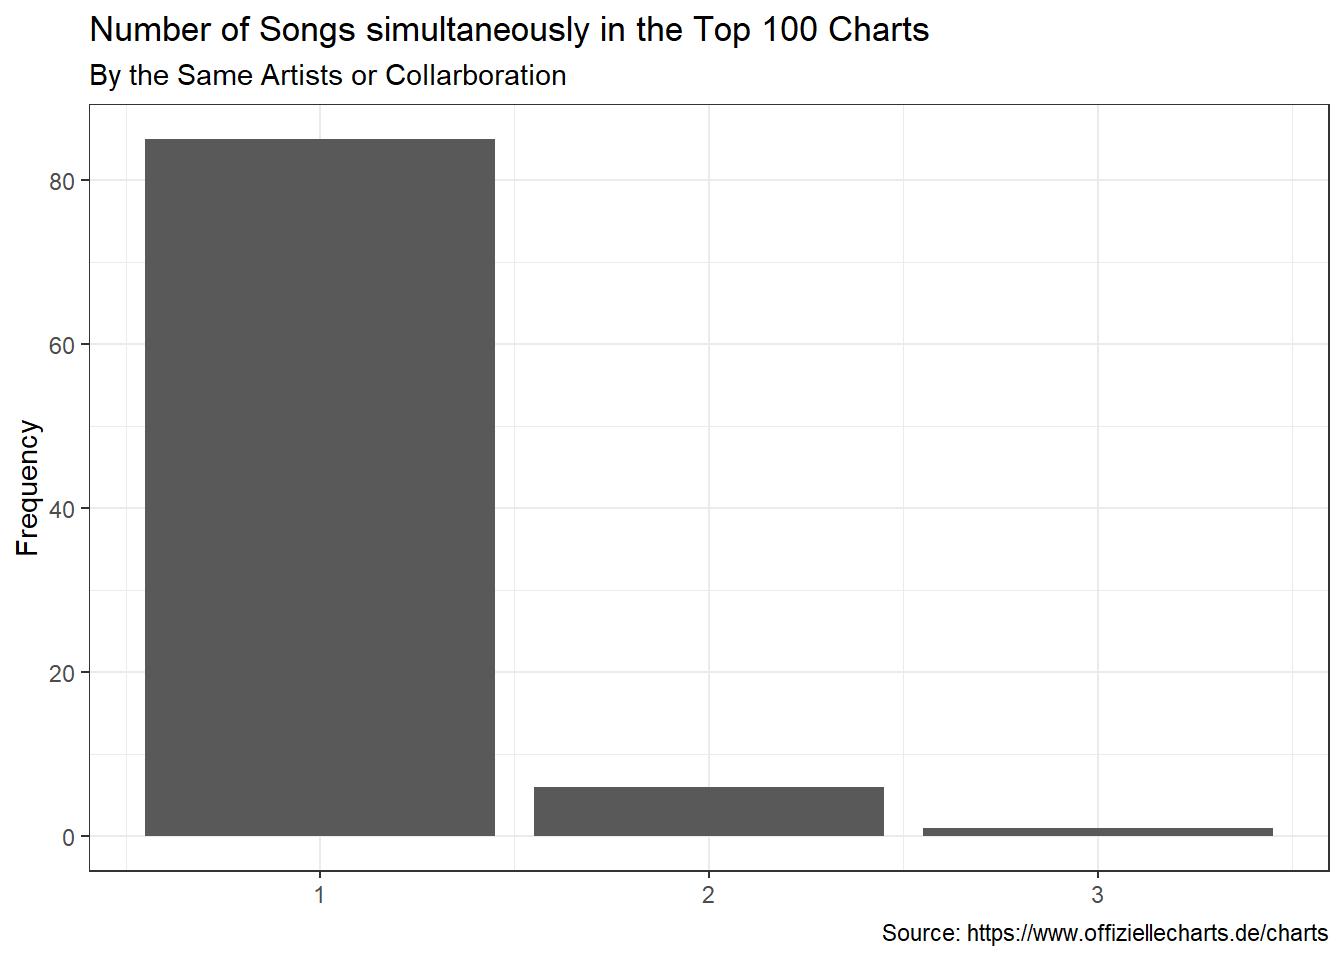 Number of Songs simultaneously in the Top 100 Charts
By the Same Artists or Collarboration
Frequency
80
60
40
20
0
1 2 3
Source: https://www.offiziellecharts.de/charts